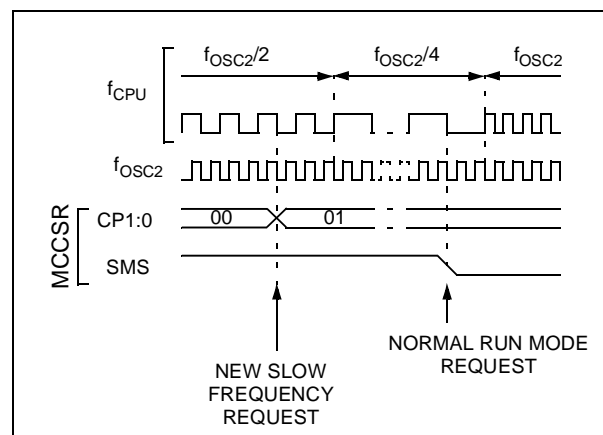 fOSC2/2 fOSC2/4 fOSC2
fCPU
fOSC2
MCCSR
CP1:0 00 01
SMS
NEW SLOW
FREQUENCY
REQUEST
NORMAL RUN MODE
REQUEST